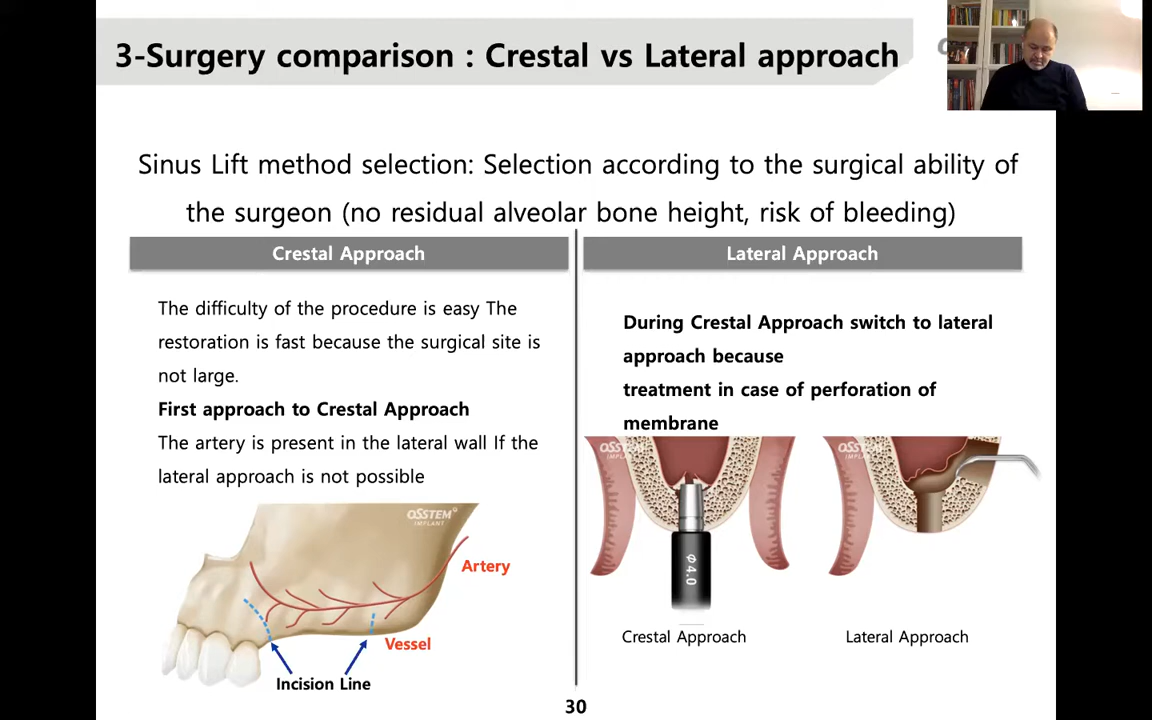 3-Surgery comparison : Crestal vs Lateral approach
Sinus Lift method selection: Selection according to the surgical ability of
the surgeon (no residual alveolar bone height, risk of bleeding)
Crestal Approach
The difficulty of the procedure is easy The
restoration is fast because the surgical site is
not large.
First approach to Crestal Approach
The artery is present in the lateral wall If the
lateral approach is not possible
OSSTEM
IMPLANT
Artery
Vessel
Incision Line
Lateral Approach
During Crestal Approach switch to lateral
approach because
treatment in case of perforation of
membrane
OSSTEM
IMPLANT
Φ4.0
Crestal Approach
OSSTEM
IMPLANT
Lateral Approach
30